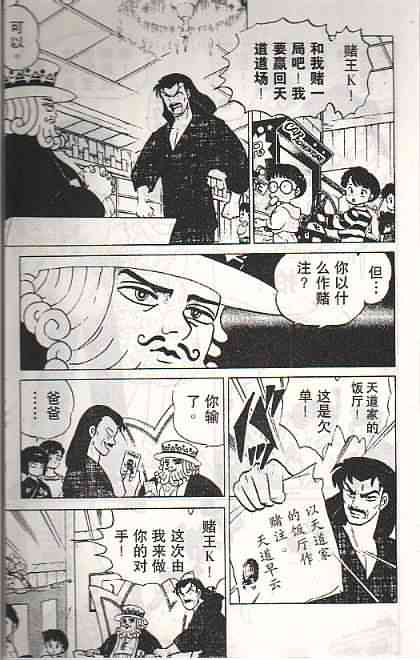 赌王K！
和我赌一
局吧！我
要赢回天
道道场！
可以。
但…
你以什
么作赌
注？
天道家的
饭厅！
这是欠
单！
以天道家
的饭厅作
赌注。
天道早云
你输
了。
爸爸
……
赌王K！
这次由
我来做
你的对
手！